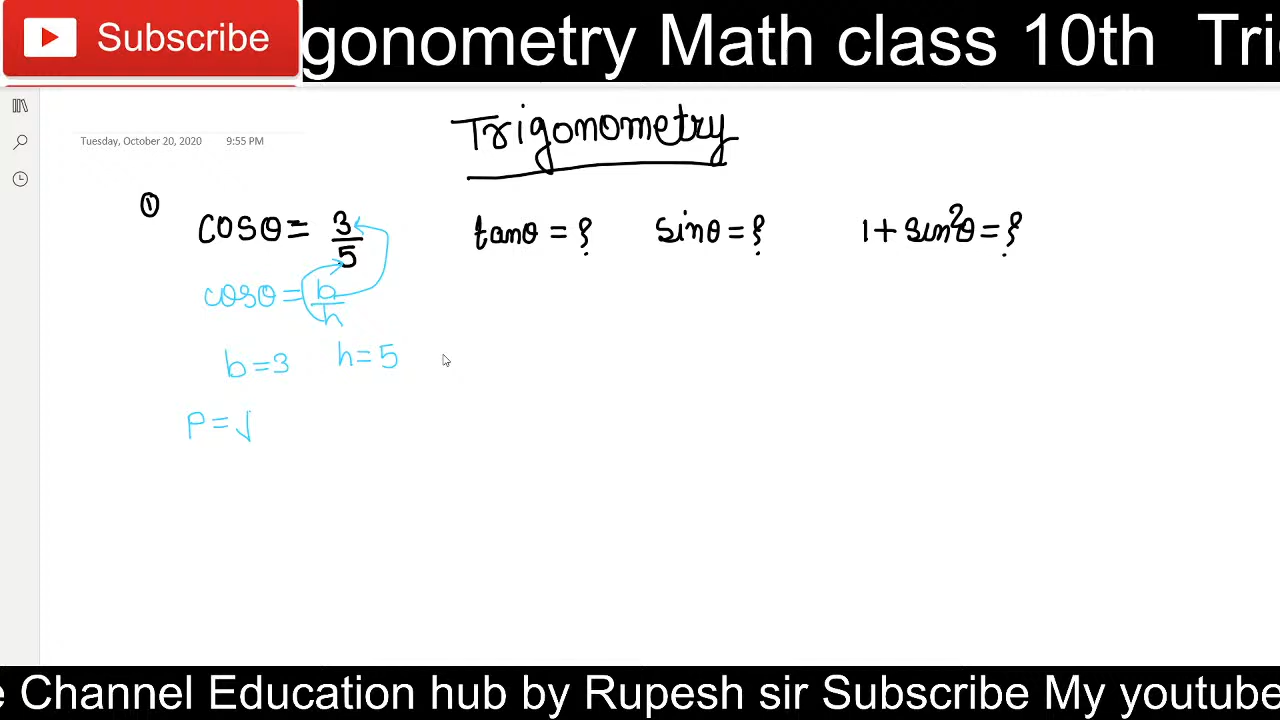 Subscribe
gonometry Math class 10th Tri
Trigonometry
Tuesday, October 20, 2020 9:55 PM
① cosθ = 3/5 tanθ = ? sinθ = ? 1 + sin²θ = ?
cosθ = b/h
b = 3 h = 5
P = √
e Channel Education hub by Rupesh sir Subscribe My youtube